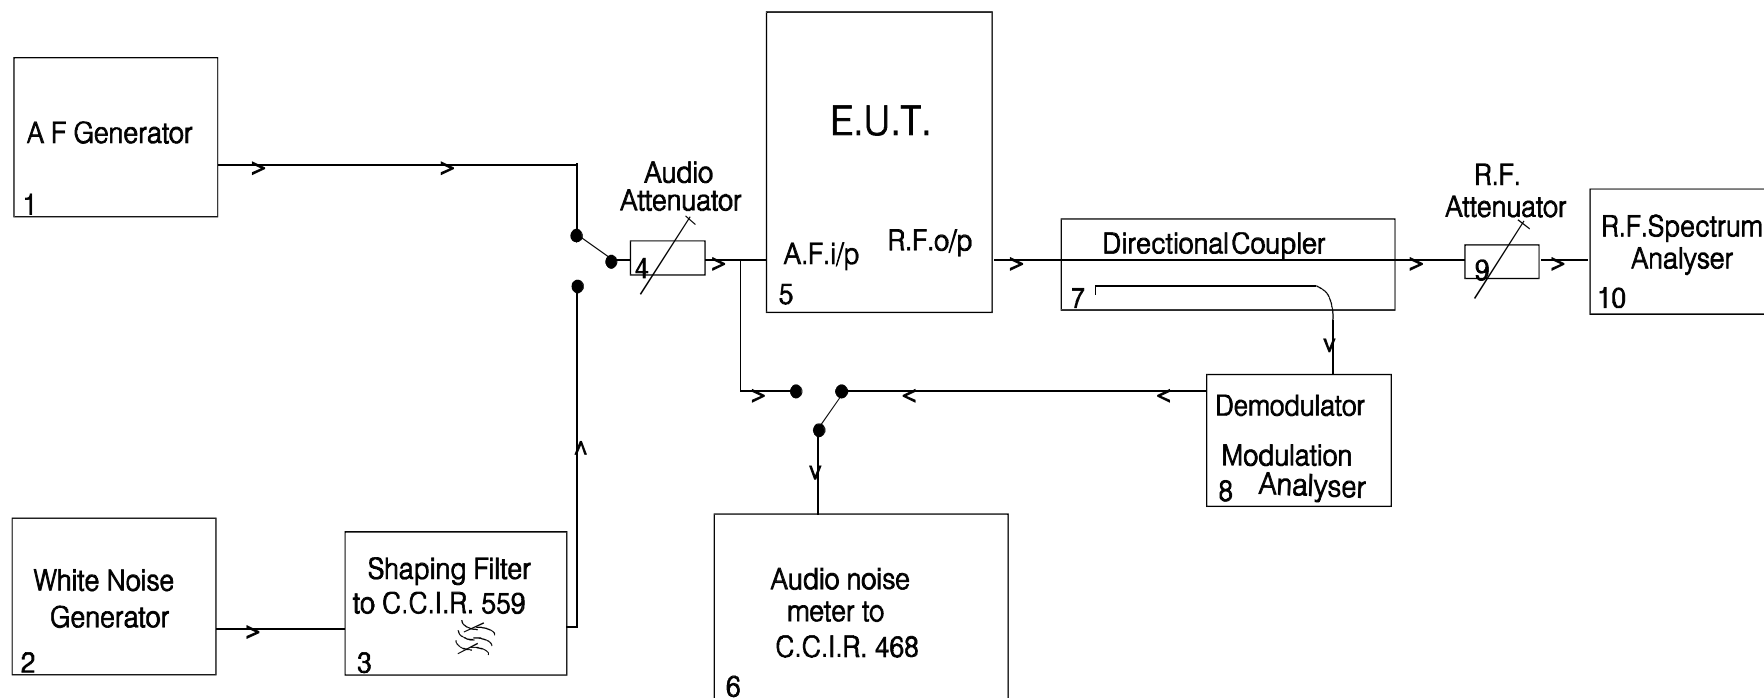 A F Generator
1
Audio
Attenuator
4
E.U.T.
A.F.i/p
R.F.o/p
5
Directional Coupler
7
R.F.
Attenuator
9
R.F.Spectrum
Analyser
10
Demodulator
Modulation
Analyser
8
White Noise
Generator
2
Shaping Filter
to C.C.I.R. 559
3
Audio noise
meter to
C.C.I.R. 468
6